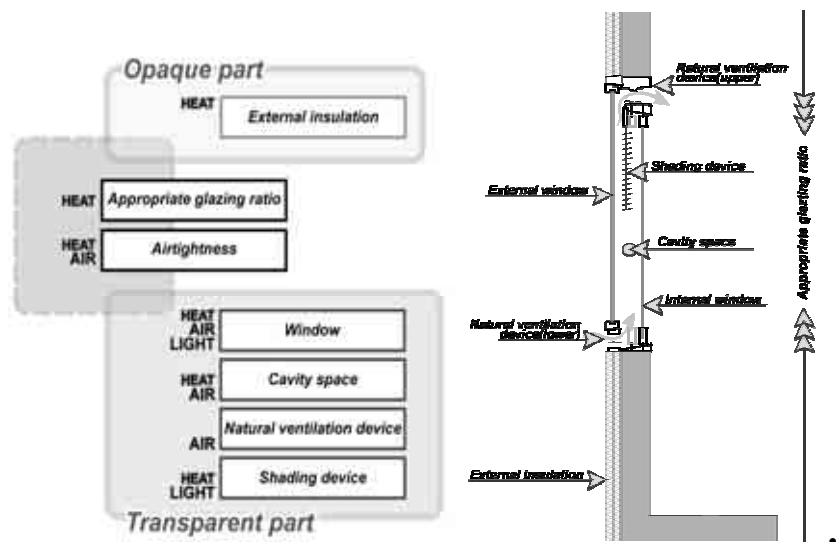 Opaque part
HEAT
External insulation
HEAT
Appropriate glazing ratio
HEAT
AIR
Airtightness
HEAT
AIR
LIGHT
Window
HEAT
AIR
Cavity space
AIR
Natural ventilation device
HEAT
LIGHT
Shading device
Transparent part
Natural ventilation
device(upper)
Shading device
External window
Cavity space
Internal window
Natural ventilation
device(lower)
External insulation
Appropriate glazing ratio